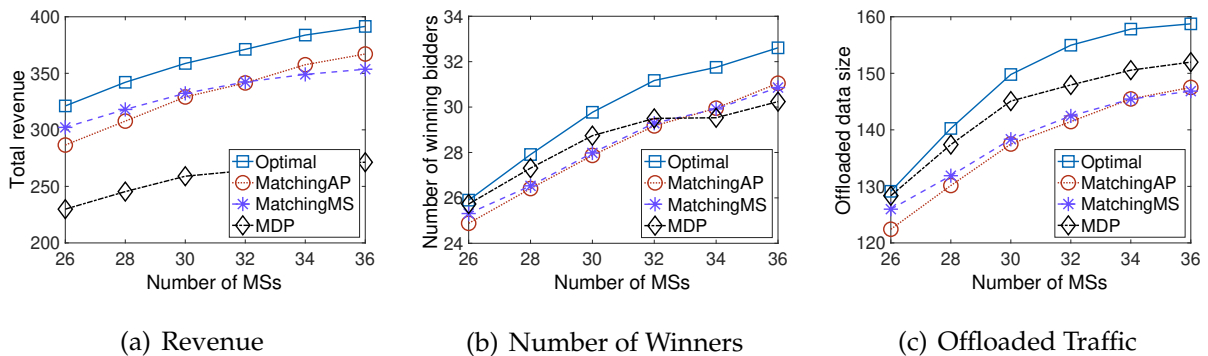 400
350
300
250
200
Total revenue
26 28 30 32 34 36
Number of MSs
Optimal
MatchingAP
MatchingMS
MDP
(a) Revenue
34
32
30
28
26
24
Number of winning bidders
26 28 30 32 34 36
Number of MSs
Optimal
MatchingAP
MatchingMS
MDP
(b) Number of Winners
160
150
140
130
120
Offloaded data size
26 28 30 32 34 36
Number of MSs
Optimal
MatchingAP
MatchingMS
MDP
(c) Offloaded Traffic